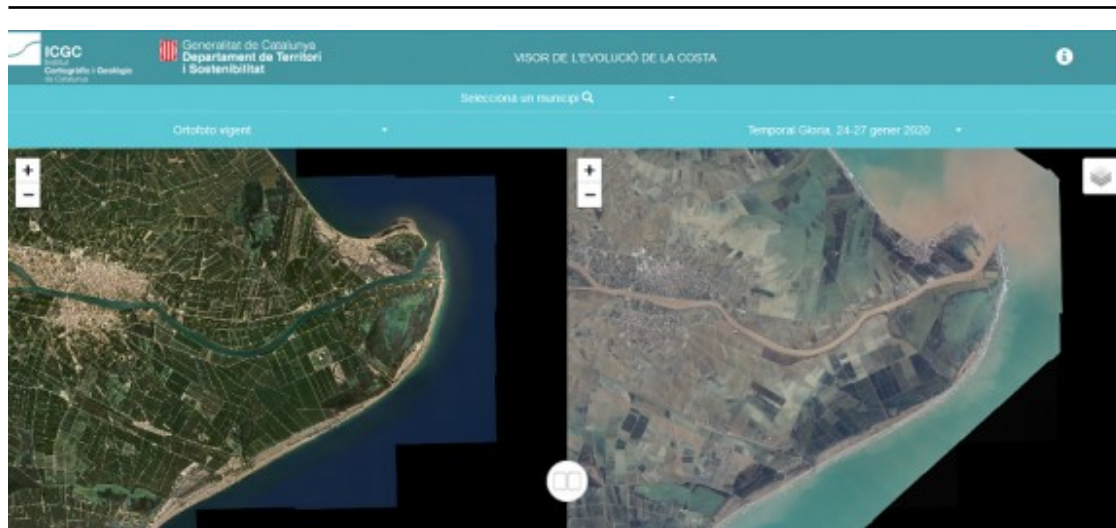 ICGC
Institut
Cartogràfic i Geològic
de Catalunya
Generalitat de Catalunya
Departament de Territori
i Sostenibilitat
VISOR DE L'EVOLUCIÓ DE LA COSTA
Selecciona un municipi
Ortofoto vigent
Temporal Gloria, 24-27 gener 2020